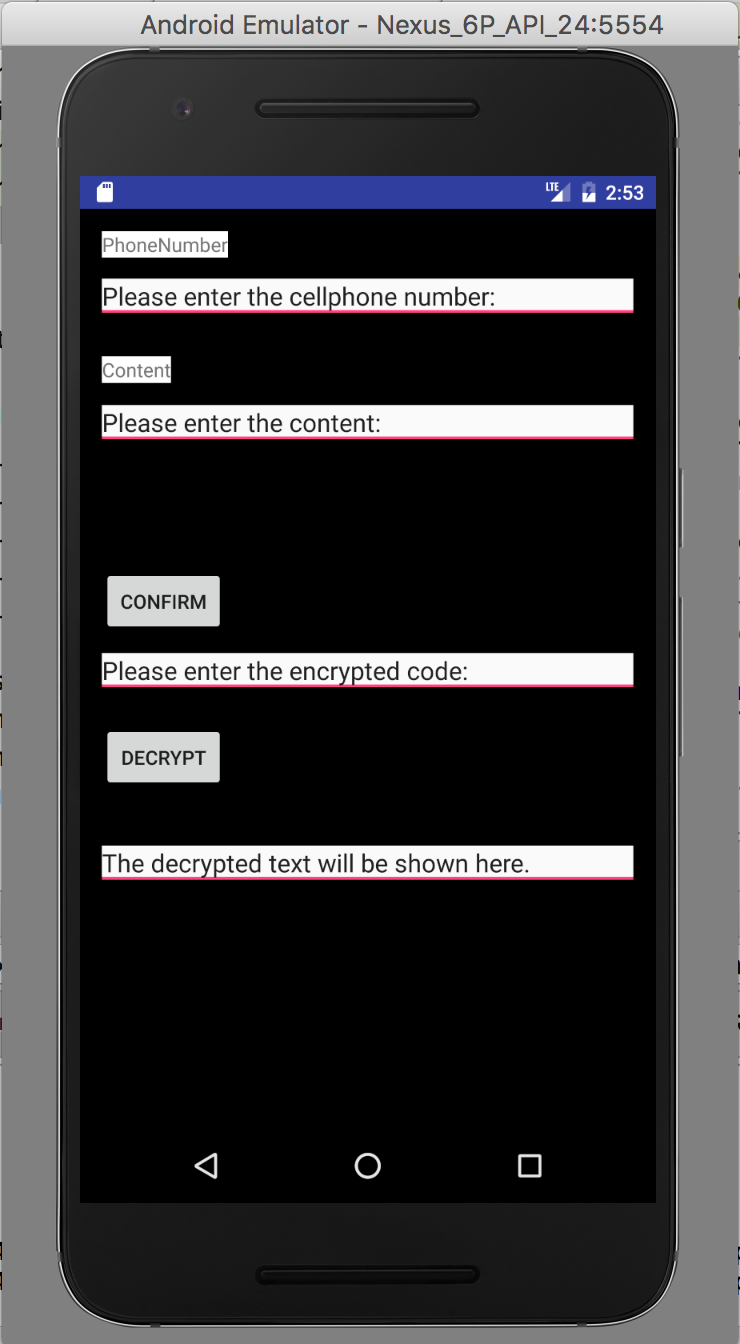 Android Emulator - Nexus_6P_API_24:5554
LTE 2:53
PhoneNumber
Please enter the cellphone number:
Content
Please enter the content:
CONFIRM
Please enter the encrypted code:
DECRYPT
The decrypted text will be shown here.